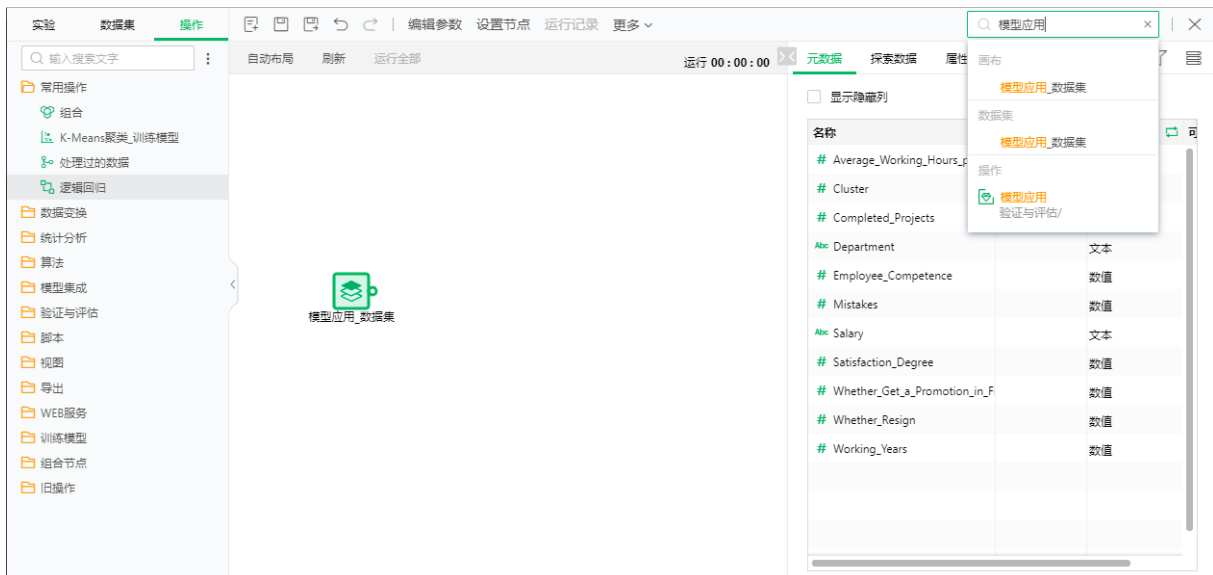 实验 数据集 操作 编辑参数 设置节点 运行记录 更多 模型应用
输入搜索文字
自动布局 刷新 运行全部 运行 00 : 00 : 00
元数据 探索数据 属性
显示隐藏列
名称 可
# Average_Working_Hours_p
# Cluster
# Completed_Projects
Abc Department 文本
# Employee_Competence 数值
# Mistakes 数值
Abc Salary 文本
# Satisfaction_Degree 数值
# Whether_Get_a_Promotion_in_Fi 数值
# Whether_Resign 数值
# Working_Years 数值
画布
模型应用_数据集
数据集
模型应用_数据集
操作
模型应用
验证与评估/
常用操作
组合
K-Means聚类_训练模型
处理过的数据
逻辑回归
数据变换
统计分析
算法
模型集成
验证与评估
脚本
视图
导出
WEB服务
训练模型
组合节点
旧操作
模型应用_数据集